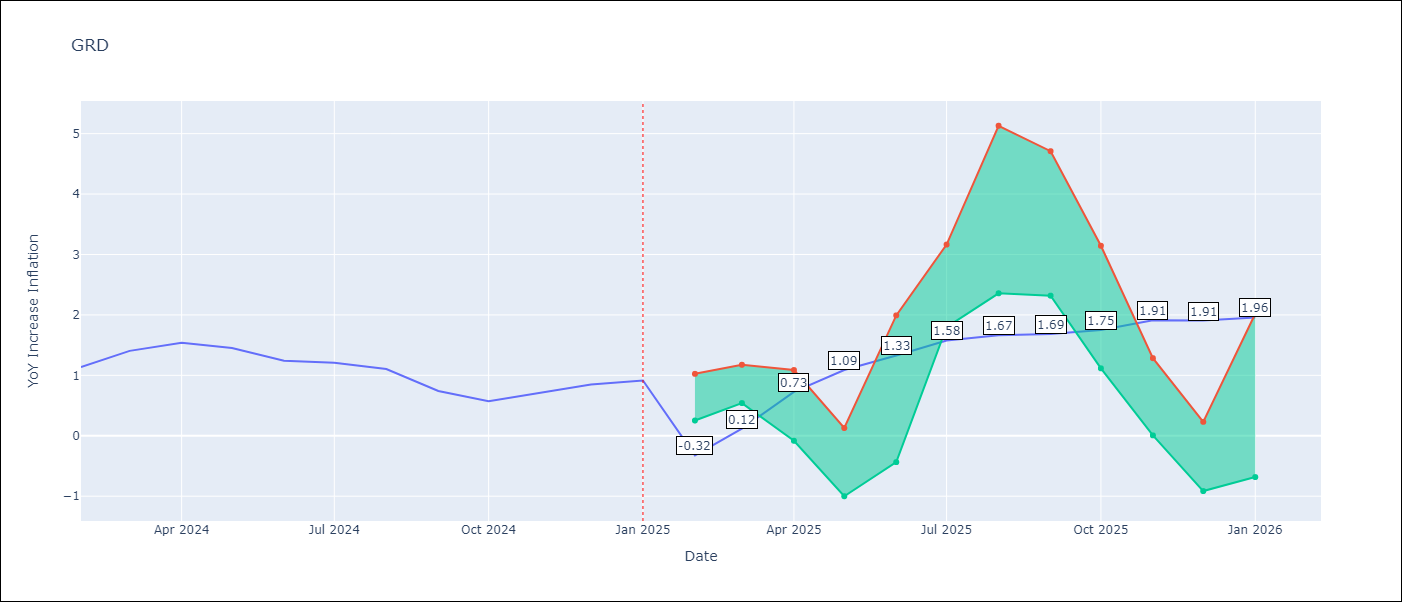 GRD
YoY Increase Inflation
5
4
3
2
1
0
−1
-0.32
0.12
0.73
1.09
1.33
1.58
1.67
1.69
1.75
1.91
1.91
1.96
Apr 2024
Jul 2024
Oct 2024
Jan 2025
Apr 2025
Jul 2025
Oct 2025
Jan 2026
Date